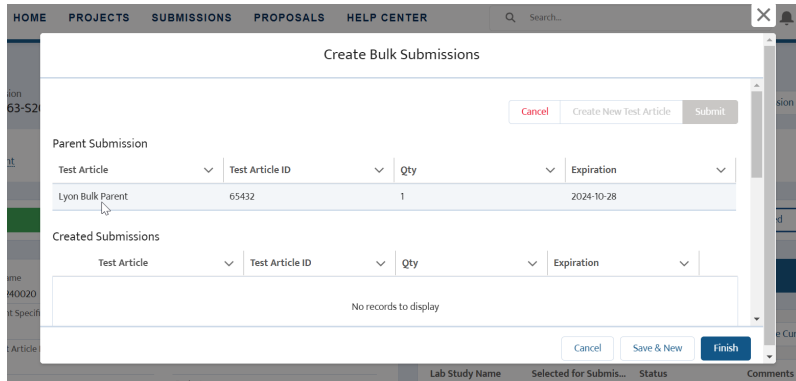 HOME PROJECTS SUBMISSIONS PROPOSALS HELP CENTER Search...
Create Bulk Submissions
63-S20
Cancel Create New Test Article Submit
Parent Submission
Test Article Test Article ID Qty Expiration
Lyon Bulk Parent 65432 1 2024-10-28
Created Submissions
Test Article Test Article ID Qty Expiration
No records to display
Cancel Save & New Finish
Lab Study Name Selected for Submis... Status Comments